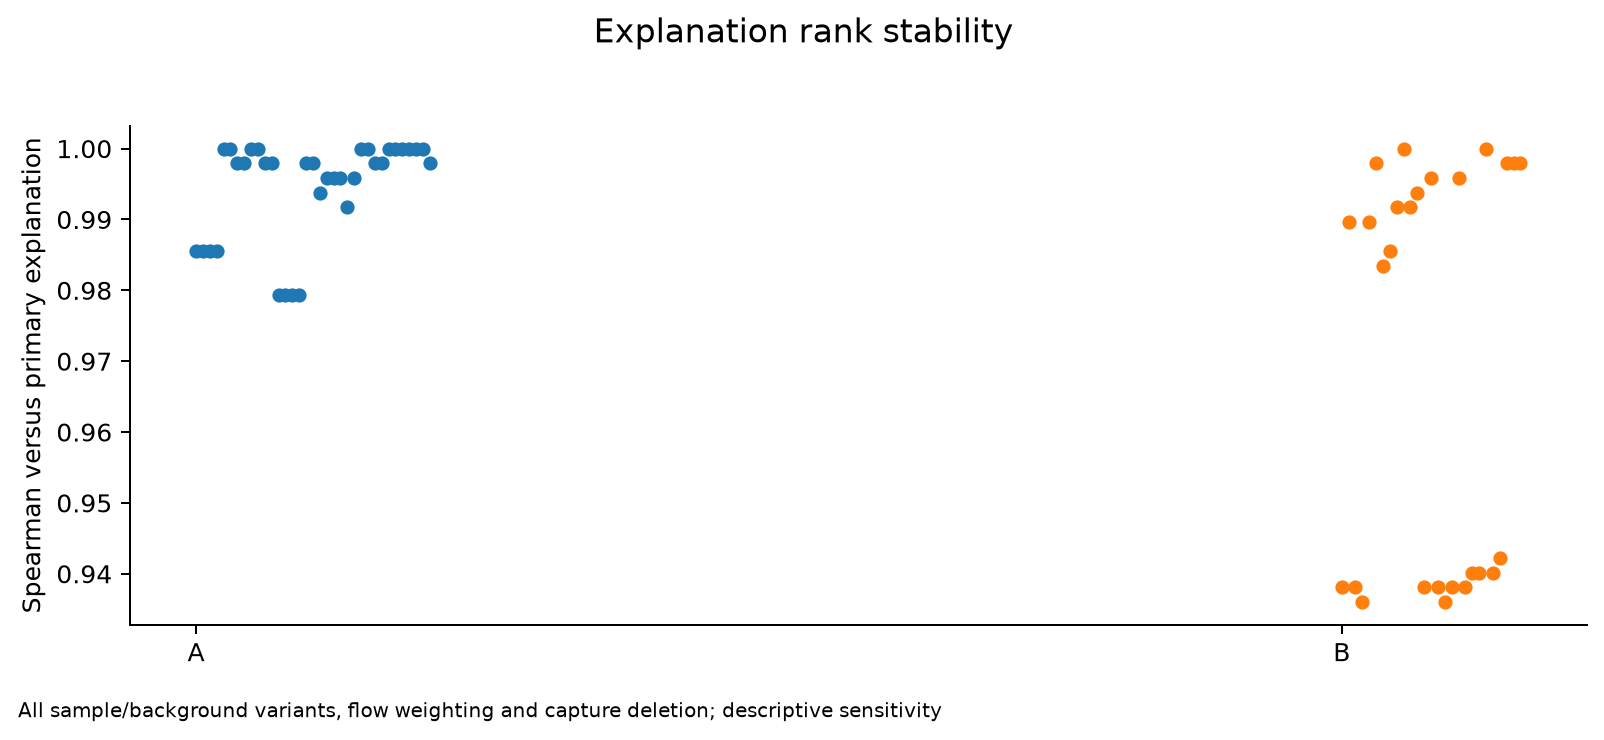 Explanation rank stability
Spearman versus primary explanation
1.00
0.99
0.98
0.97
0.96
0.95
0.94
A
B
All sample/background variants, flow weighting and capture deletion; descriptive sensitivity